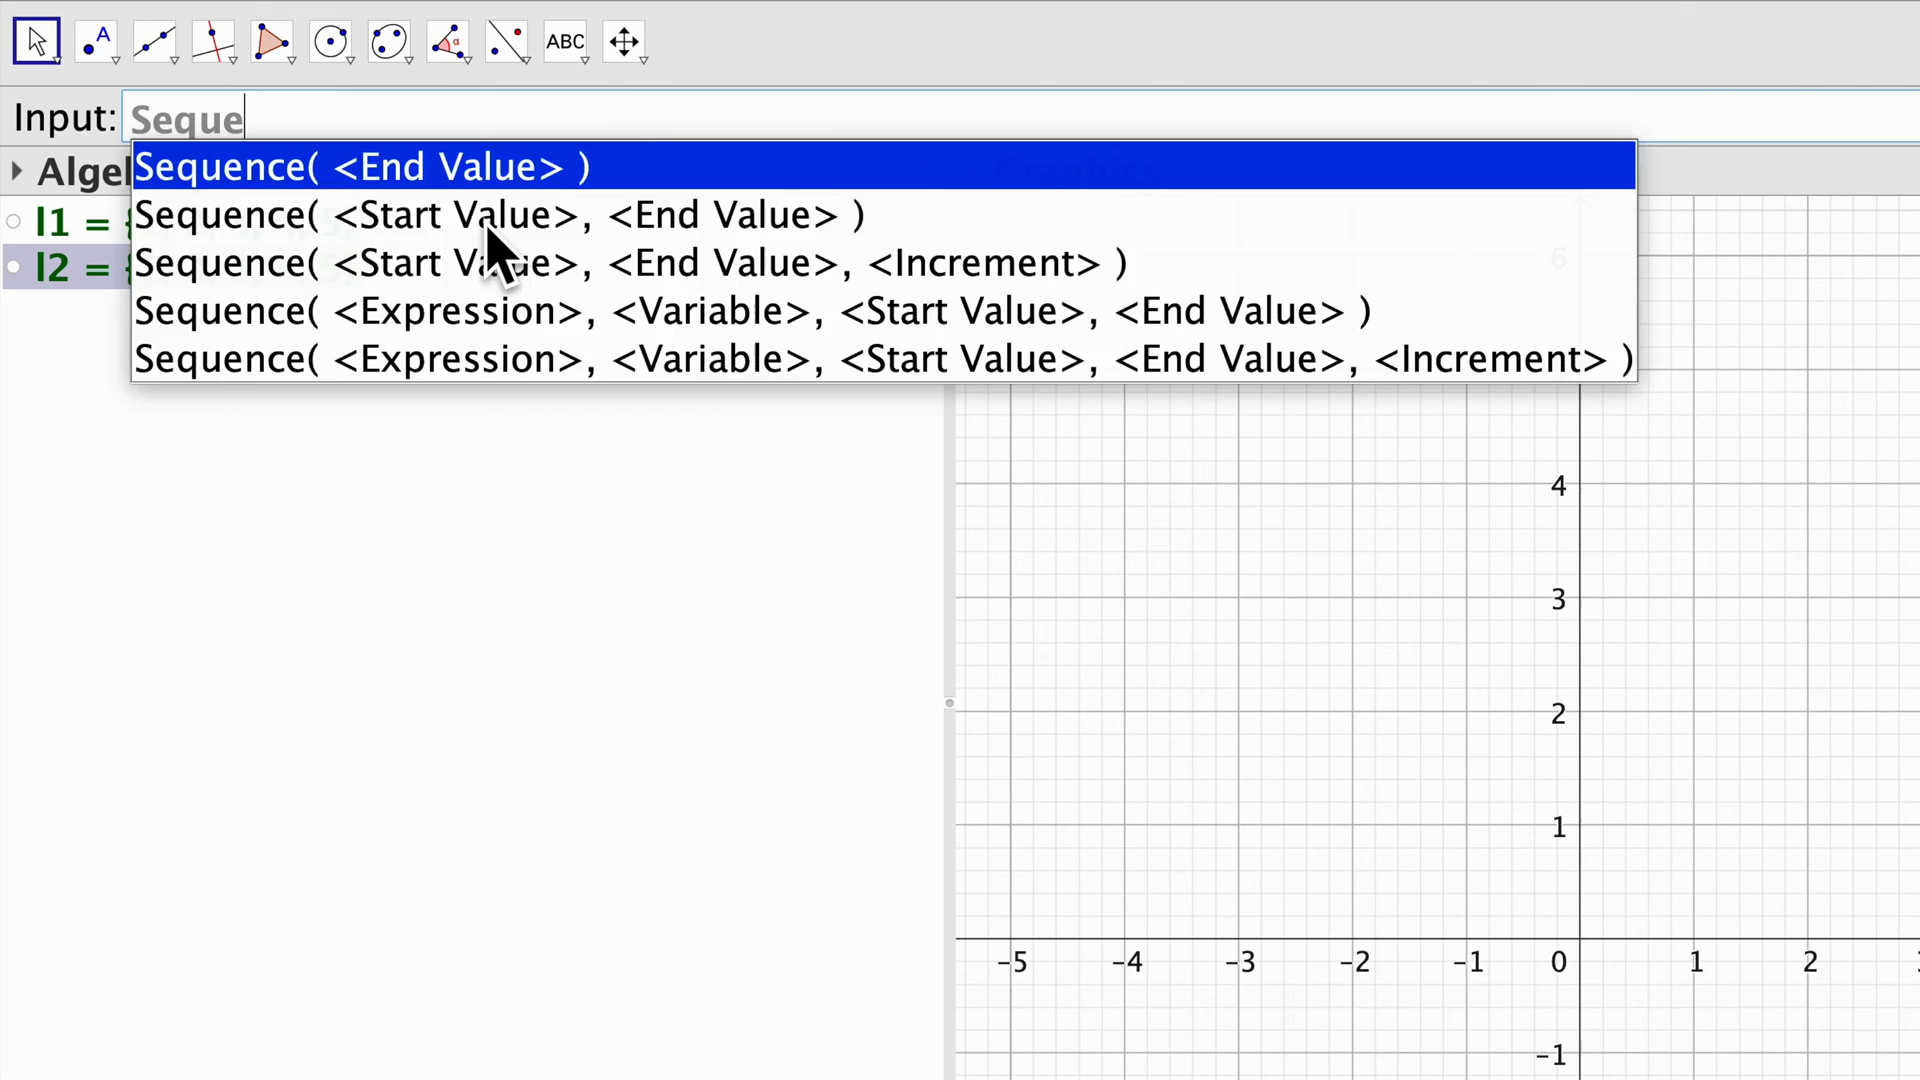 A
α
ABC
Input: Seque
Sequence( <End Value> )
Sequence( <Start Value>, <End Value> )
Sequence( <Start Value>, <End Value>, <Increment> )
Sequence( <Expression>, <Variable>, <Start Value>, <End Value> )
Sequence( <Expression>, <Variable>, <Start Value>, <End Value>, <Increment> )
Alge
l1 = {
l2 = {
6
4
3
2
1
-5 -4 -3 -2 -1 0 1 2
-1